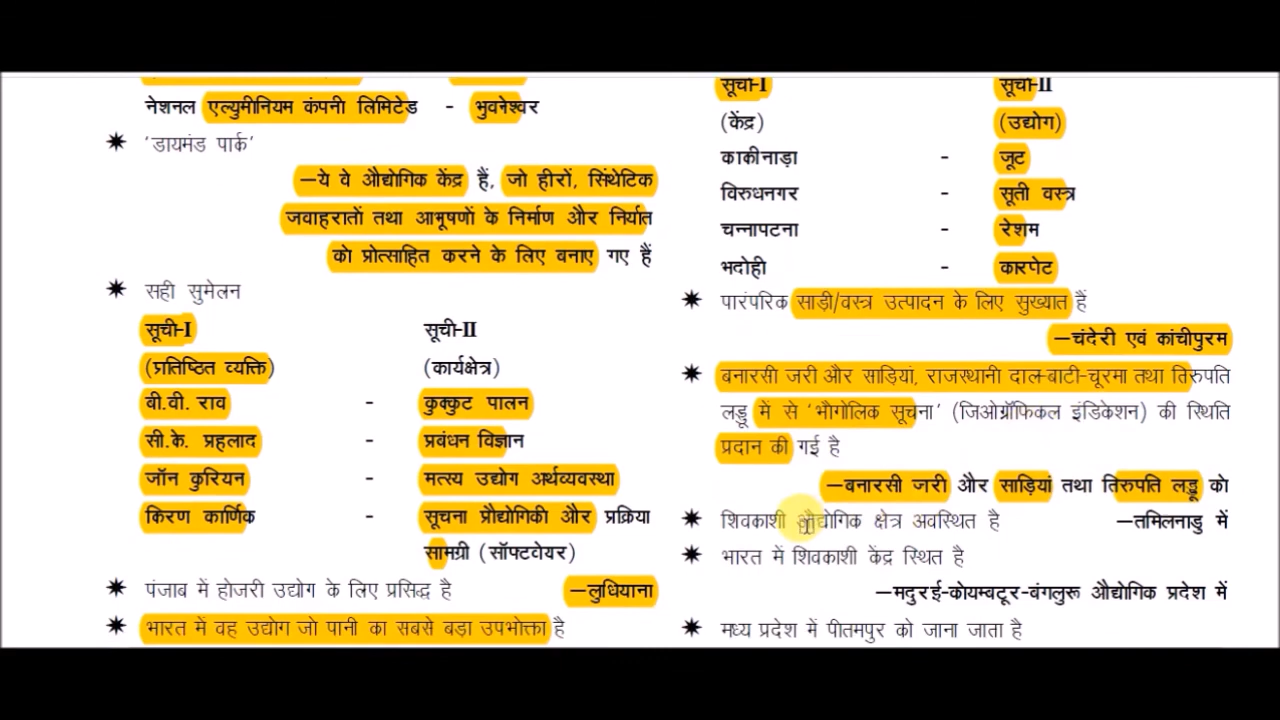 नेशनल एल्युमीनियम कंपनी लिमिटेड - भुवनेश्वर
✷ 'डायमंड पार्क'
–ये वे औद्योगिक केंद्र हैं, जो हीरों, सिंथेटिक
जवाहरातों तथा आभूषणों के निर्माण और निर्यात
को प्रोत्साहित करने के लिए बनाए गए हैं
✷ सही सुमेलन
सूची-I सूची-II
(प्रतिष्ठित व्यक्ति) (कार्यक्षेत्र)
बी.वी. राव - कुक्कुट पालन
सी.के. प्रहलाद - प्रबंधन विज्ञान
जॉन कुरियन - मत्स्य उद्योग अर्थव्यवस्था
किरण कार्णिक - सूचना प्रौद्योगिकी और प्रक्रिया
सामग्री (सॉफ्टवेयर)
✷ पंजाब में होजरी उद्योग के लिए प्रसिद्ध है –लुधियाना
✷ भारत में वह उद्योग जो पानी का सबसे बड़ा उपभोक्ता है
सूची-I सूची-II
(केंद्र) (उद्योग)
काकीनाड़ा - जूट
विरुधनगर - सूती वस्त्र
चन्नापटना - रेशम
भदोही - कारपेट
✷ पारंपरिक साड़ी/वस्त्र उत्पादन के लिए सुख्यात हैं
–चंदेरी एवं कांचीपुरम
✷ बनारसी जरी और साड़ियां, राजस्थानी दाल-बाटी-चूरमा तथा तिरुपति
लड्डू में से 'भौगोलिक सूचना' (जिओग्रॉफिकल इंडिकेशन) की स्थिति
प्रदान की गई है
–बनारसी जरी और साड़ियां तथा तिरुपति लड्डू को
✷ शिवकाशी औद्योगिक क्षेत्र अवस्थित है –तमिलनाडु में
✷ भारत में शिवकाशी केंद्र स्थित है
–मदुरई-कोयम्बटूर-बंगलुरू औद्योगिक प्रदेश में
✷ मध्य प्रदेश में पीतमपुर को जाना जाता है